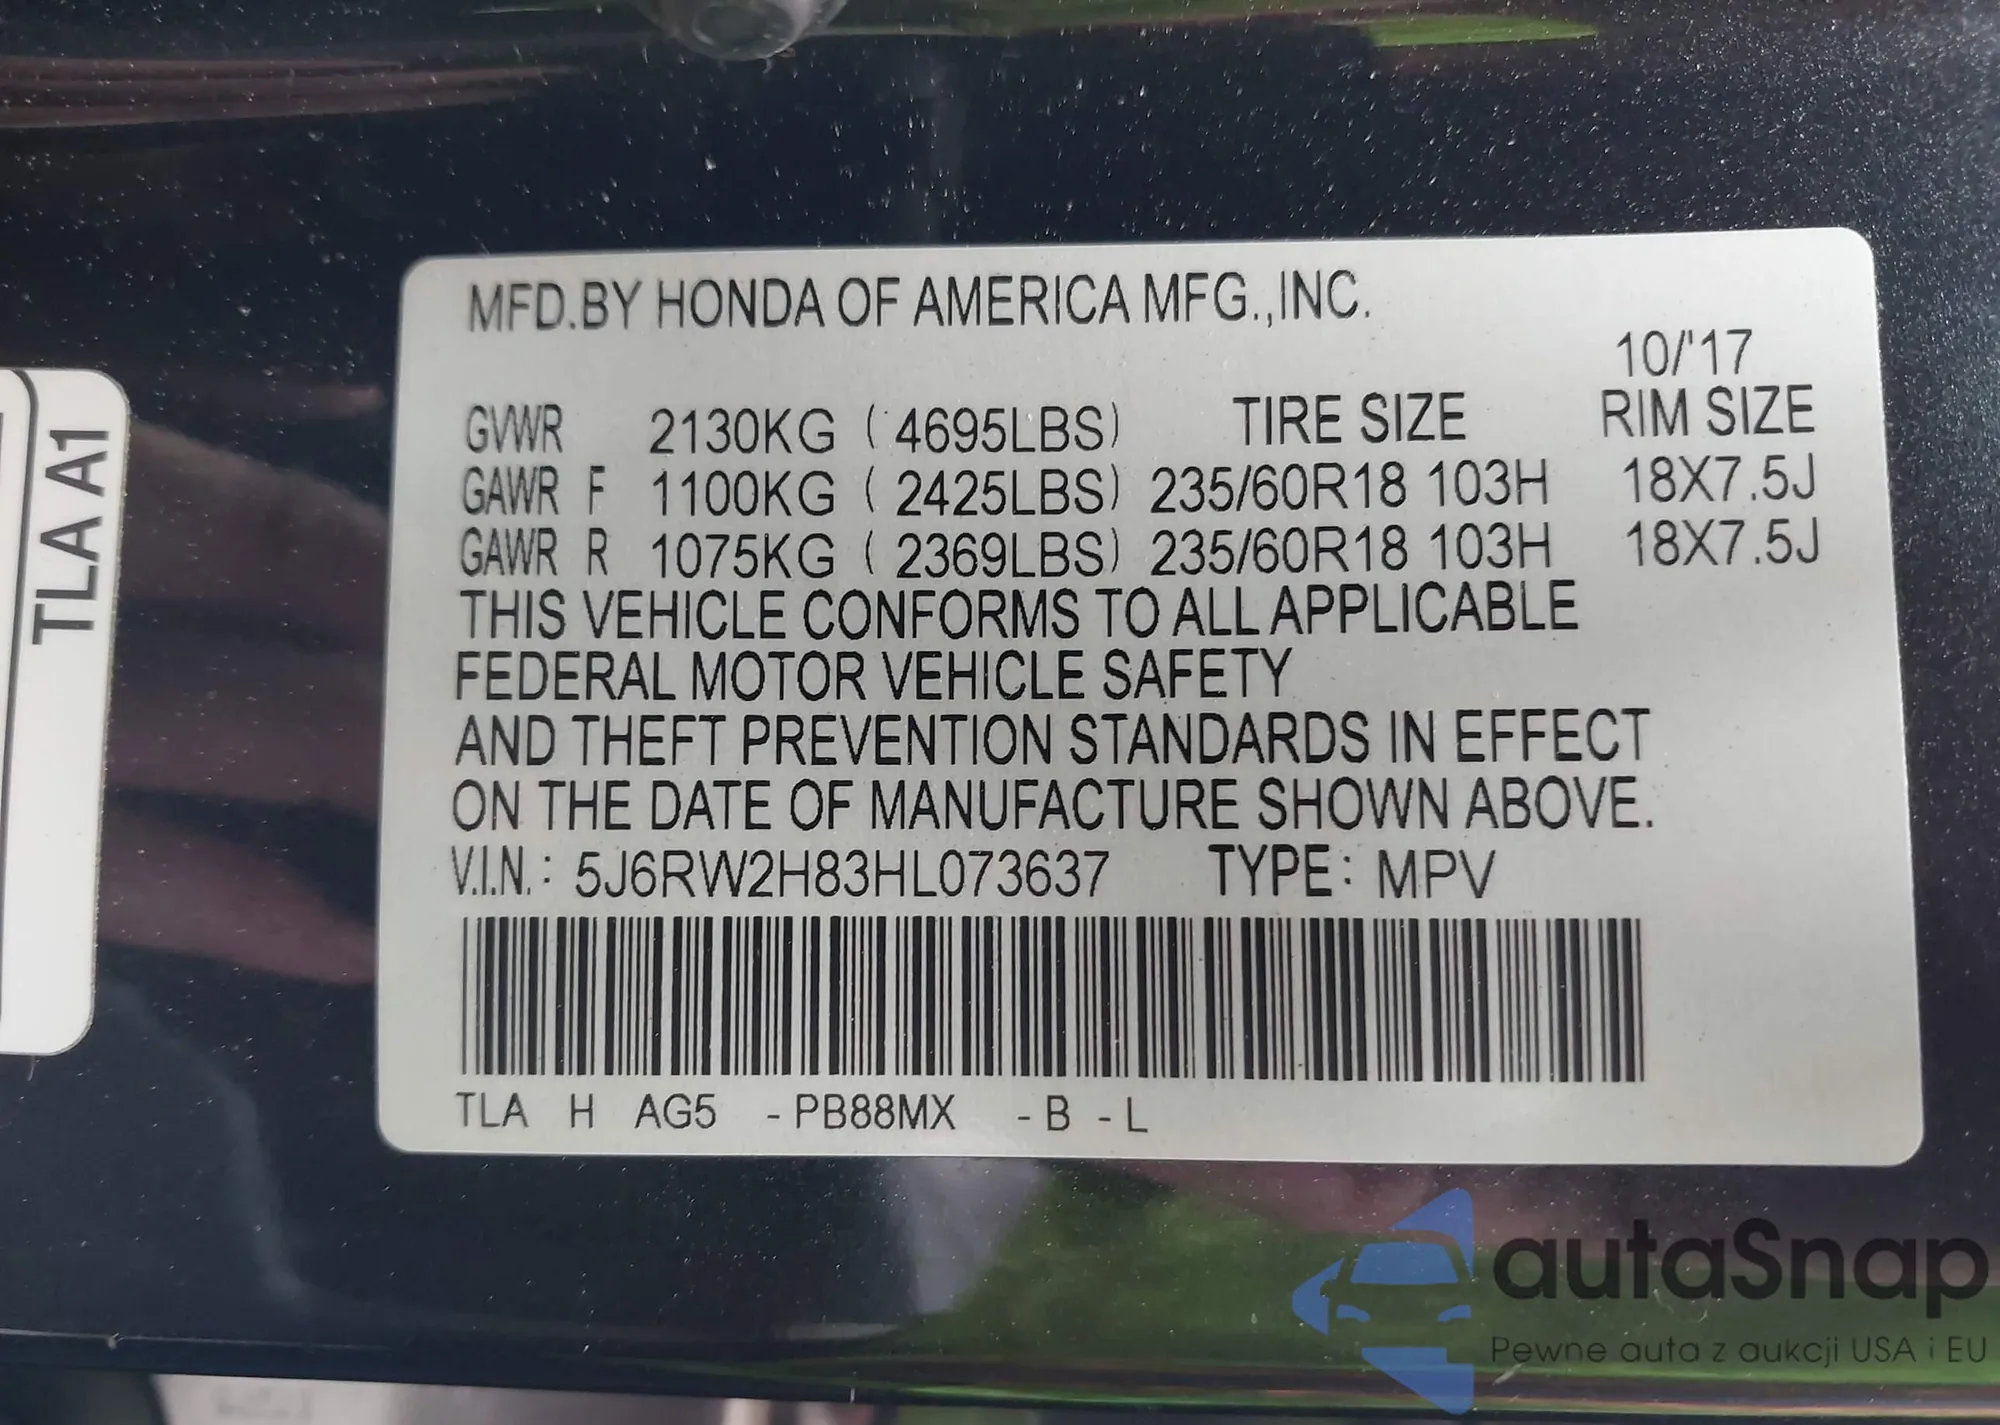 MFD.BY HONDA OF AMERICA MFG.,INC.
10/'17
GVWR 2130KG ( 4695LBS) TIRE SIZE RIM SIZE
GAWR F 1100KG ( 2425LBS) 235/60R18 103H 18X7.5J
GAWR R 1075KG ( 2369LBS) 235/60R18 103H 18X7.5J
THIS VEHICLE CONFORMS TO ALL APPLICABLE
FEDERAL MOTOR VEHICLE SAFETY
AND THEFT PREVENTION STANDARDS IN EFFECT
ON THE DATE OF MANUFACTURE SHOWN ABOVE.
V.I.N.: 5J6RW2H83HL073637 TYPE: MPV
TLA H AG5 -PB88MX -B -L
TLA A1
autaSnap
Pewne auta z aukcji USA i EU